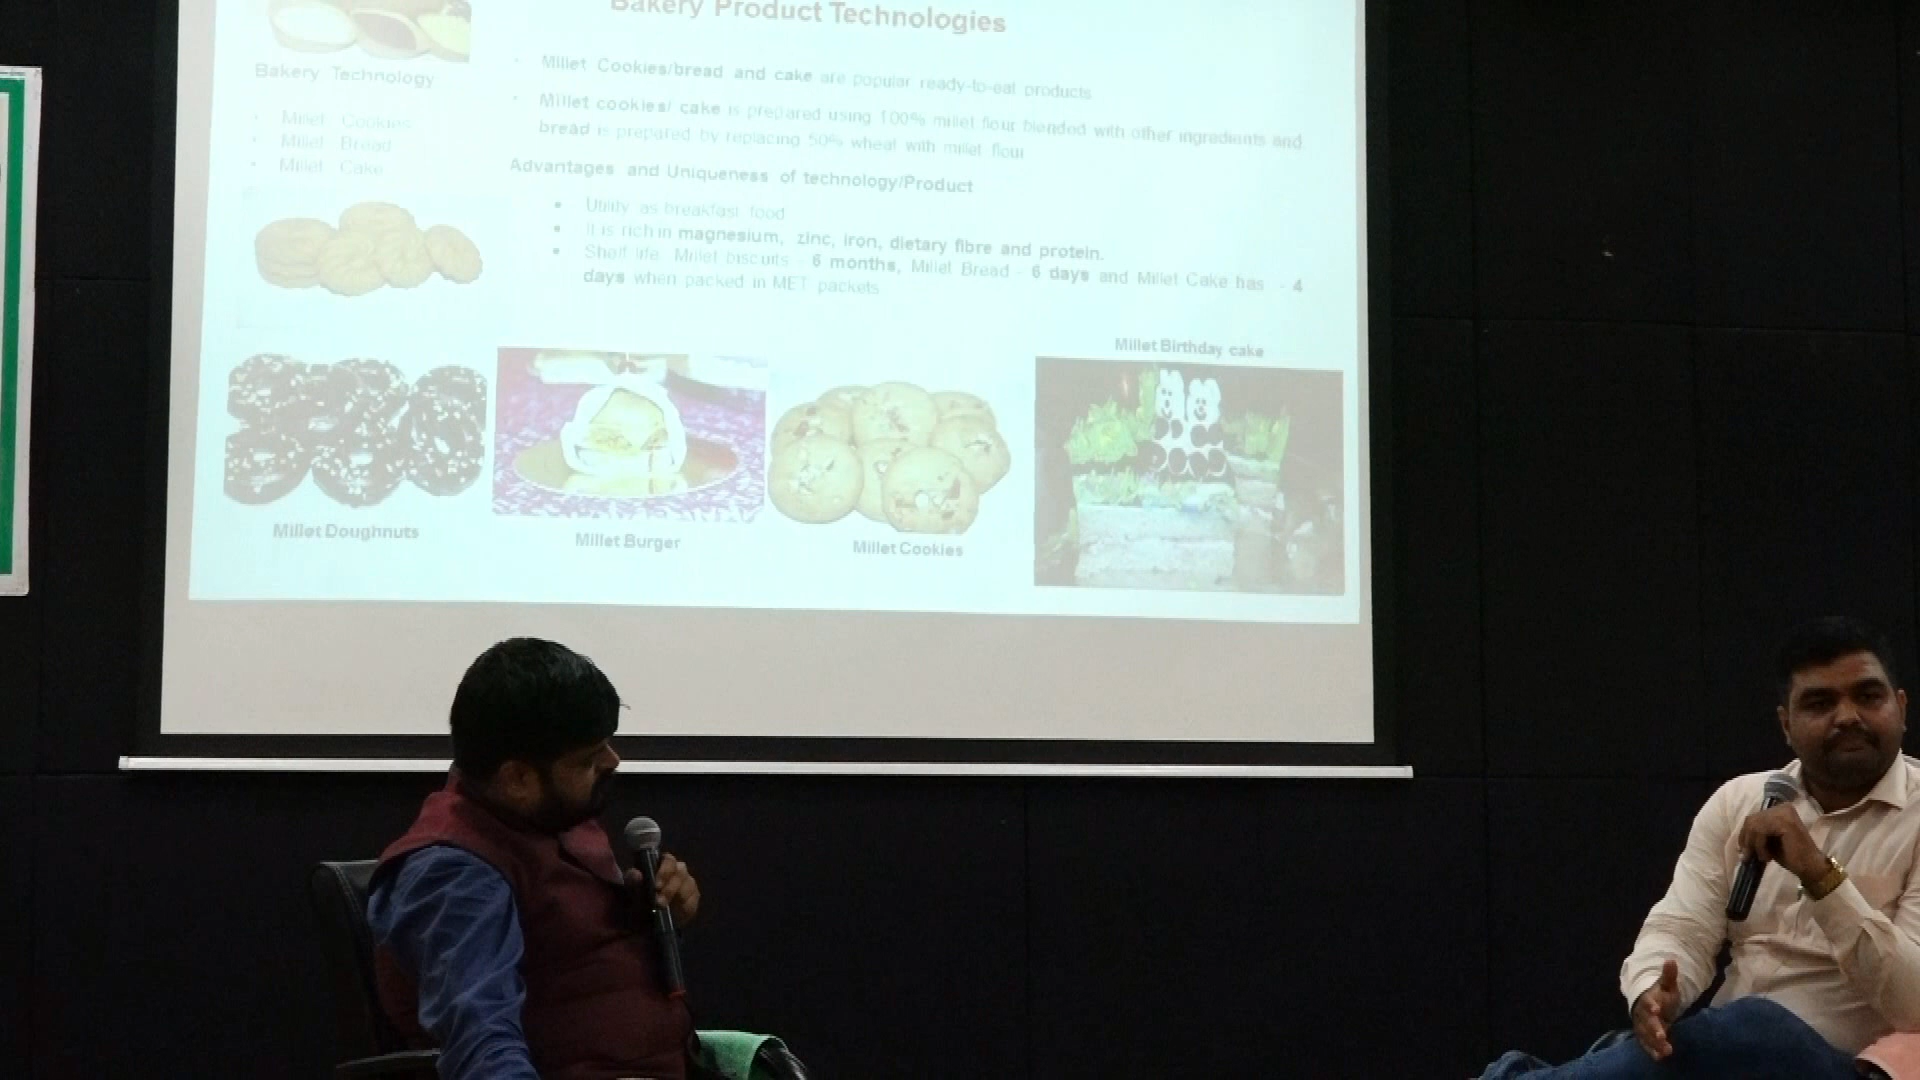 Bakery Product Technologies
Bakery Technology
• Millet Cookies
• Millet Bread
• Millet Cake
• Millet Cookies/bread and cake are popular ready-to-eat products
• Millet cookies/ cake is prepared using 100% millet flour blended with other ingredients and
bread is prepared by replacing 50% wheat with millet flour
Advantages and Uniqueness of technology/Product
• Utility as breakfast food
• It is rich in magnesium, zinc, iron, dietary fibre and protein.
• Shelf life Millet biscuits - 6 months, Millet Bread - 6 days and Millet Cake has - 4
days when packed in MET packets
Millet Doughnuts
Millet Burger
Millet Cookies
Millet Birthday cake